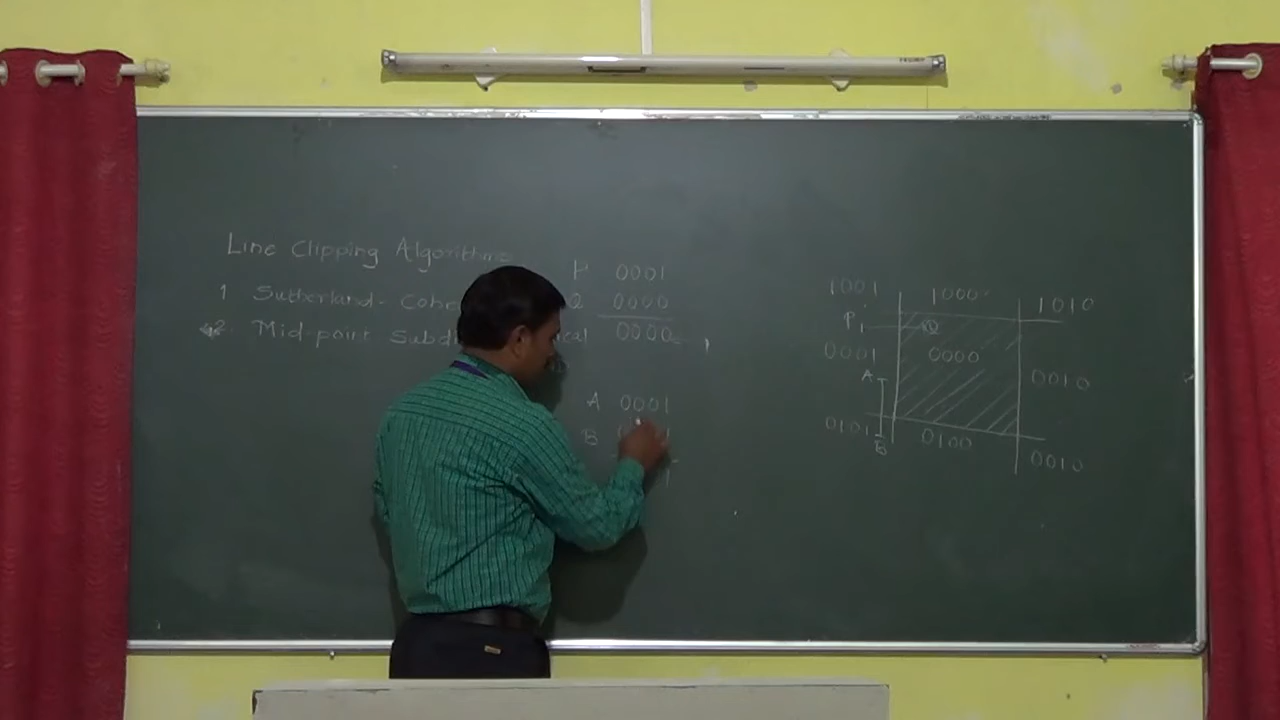 Line Clipping Algorithms
1 Sutherland-Cohe
2. Mid-point Subd
ical
P 0001
Q 0000
0000
A 0001
B
1001 1000 1010
P1 Q
0001 0000
A 0010
0101 0100
B 0010